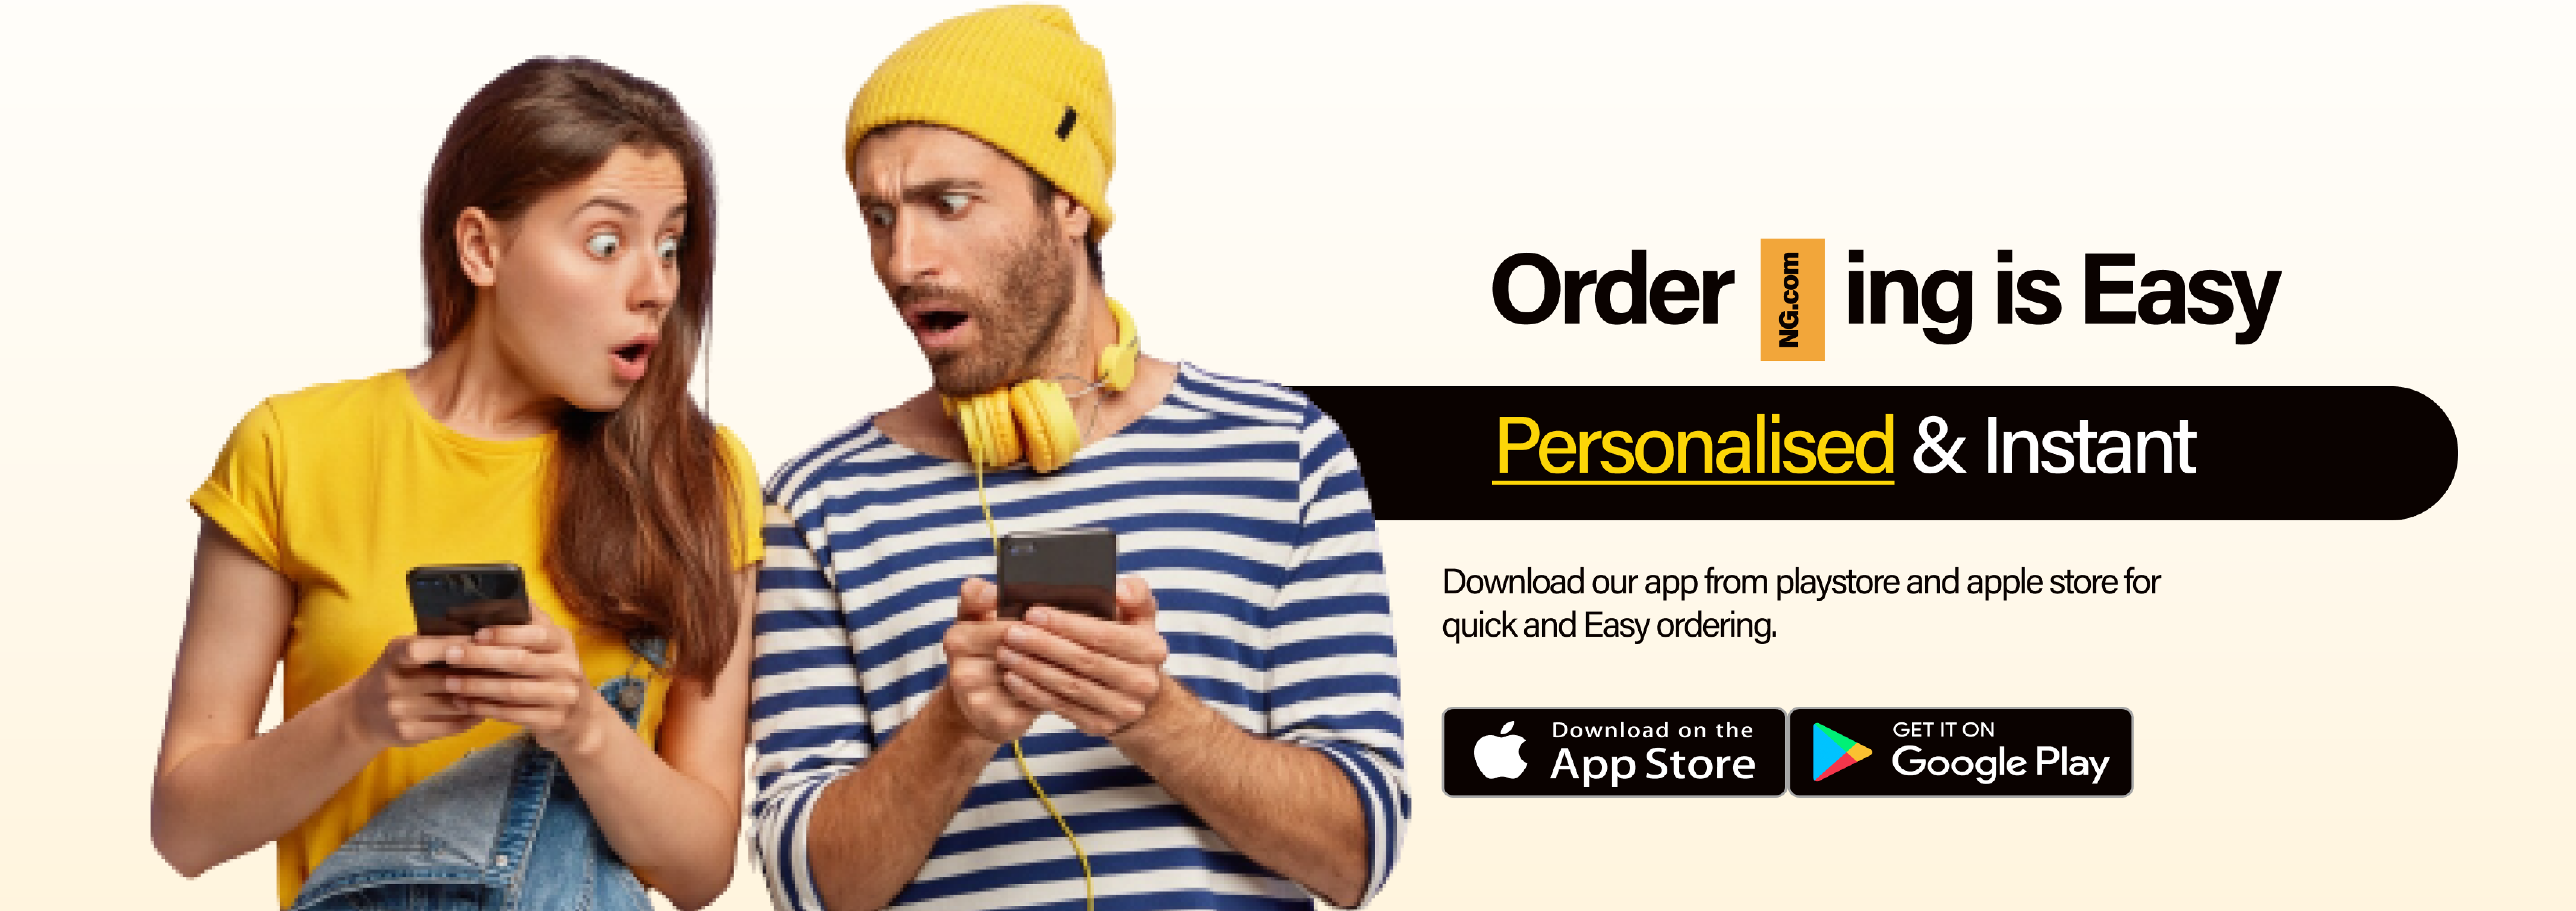 Order NG.com ing is Easy
Personalised & Instant
Download our app from playstore and apple store for
quick and Easy ordering.
Download on the
App Store
GET IT ON
Google Play